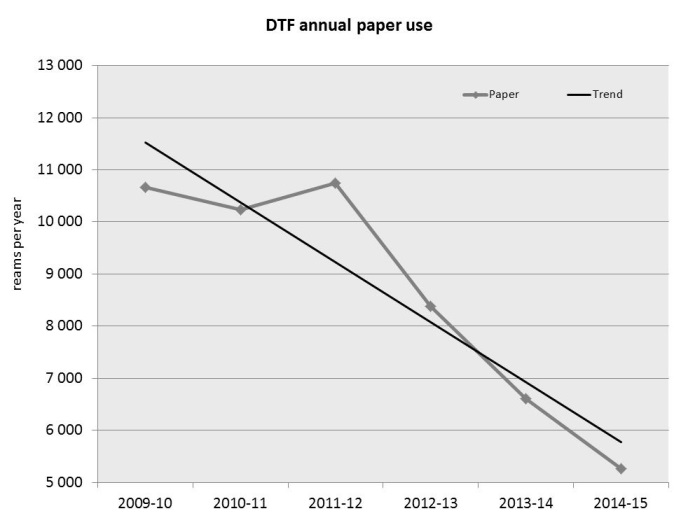 DTF annual paper use
13 000
Paper
Trend
12 000
11 000
10 000
9 000
8 000
7 000
6 000
5 000
reams per year
2009-10 2010-11 2011-12 2012-13 2013-14 2014-15